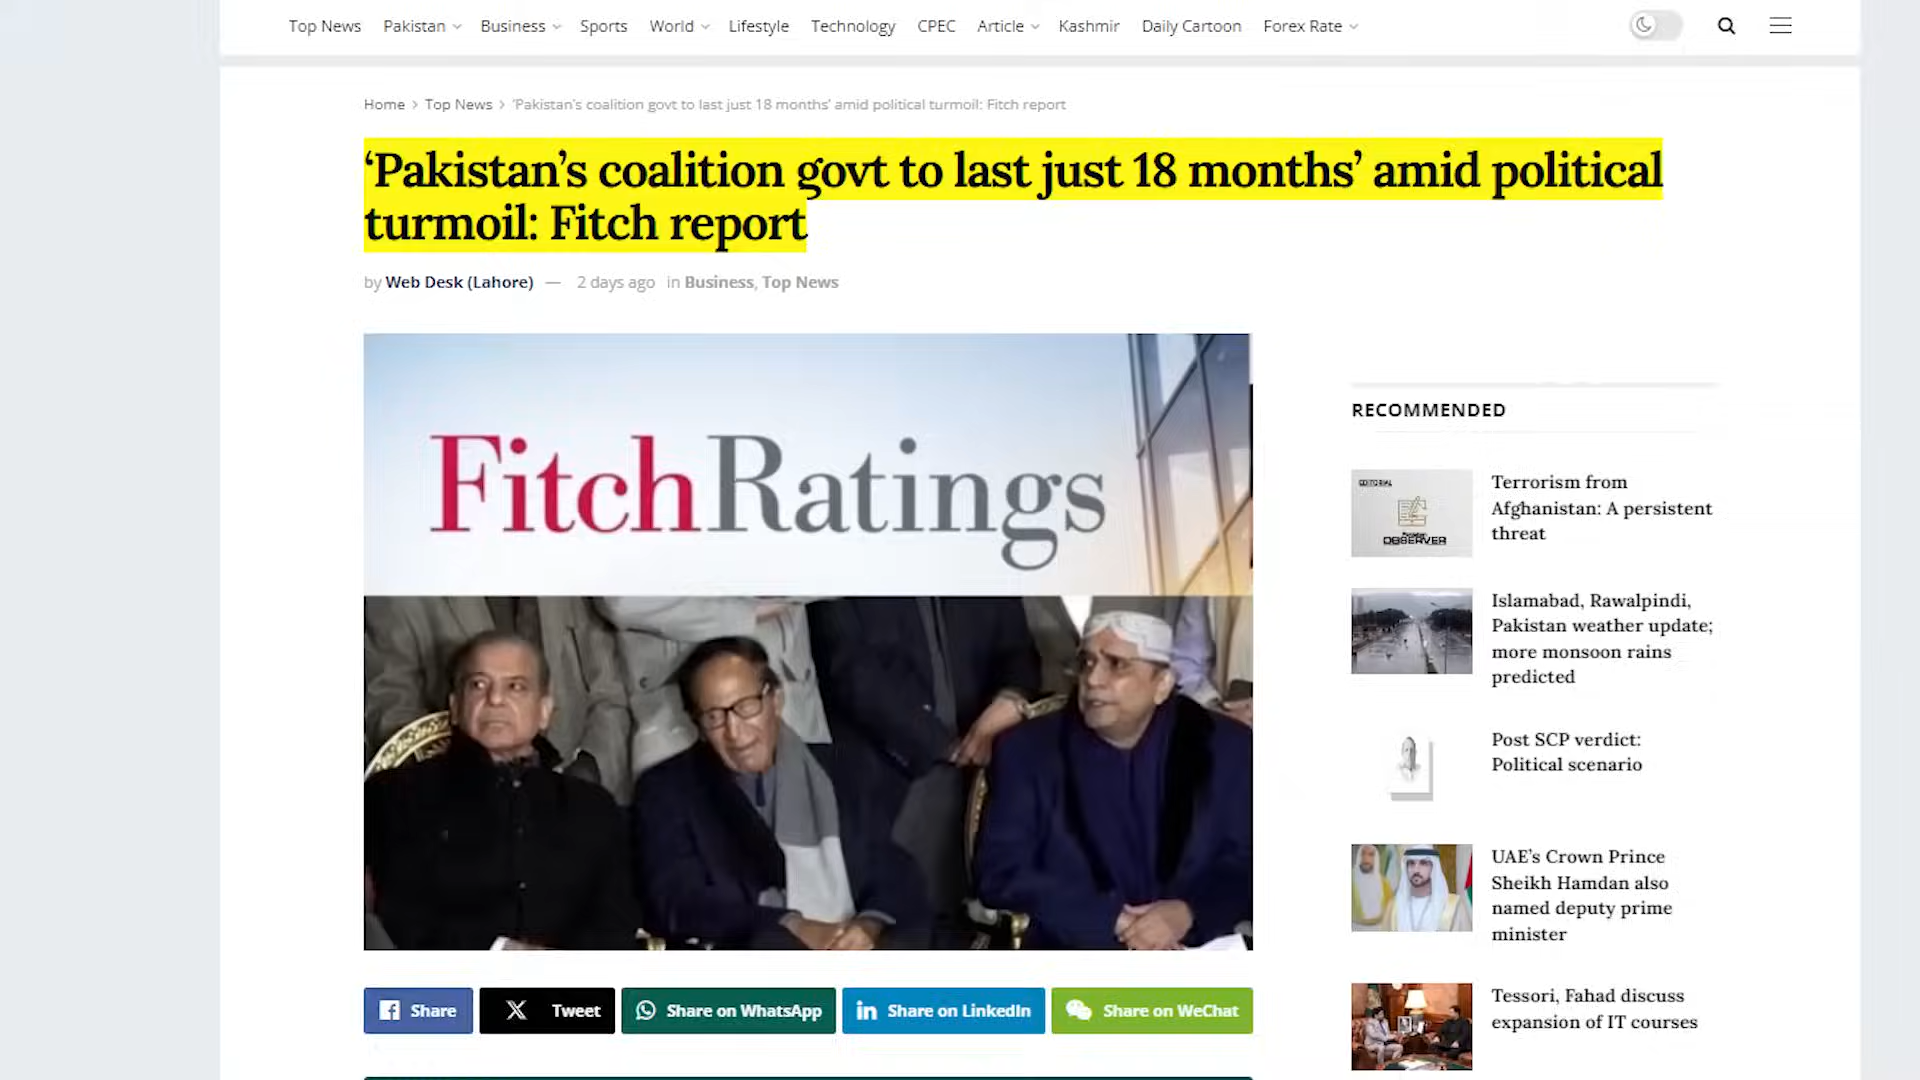 Top News Pakistan Business Sports World Lifestyle Technology CPEC Article Kashmir Daily Cartoon Forex Rate
Home > Top News > 'Pakistan's coalition govt to last just 18 months' amid political turmoil: Fitch report
‘Pakistan’s coalition govt to last just 18 months’ amid political
turmoil: Fitch report
by Web Desk (Lahore) — 2 days ago in Business, Top News
FitchRatings
Share
Tweet
Share on WhatsApp
Share on LinkedIn
Share on WeChat
RECOMMENDED
EDITORIAL
OBSERVER
Terrorism from
Afghanistan: A persistent
threat
Islamabad, Rawalpindi,
Pakistan weather update;
more monsoon rains
predicted
Post SCP verdict:
Political scenario
UAE’s Crown Prince
Sheikh Hamdan also
named deputy prime
minister
Tessori, Fahad discuss
expansion of IT courses